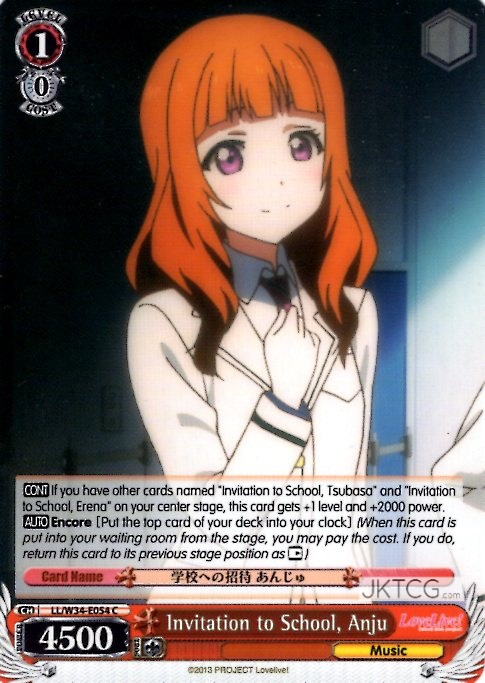 LEVEL
1
0
COST
CONT If you have other cards named "Invitation to School, Tsubasa" and "Invitation
to School, Erena" on your center stage, this card gets +1 level and +2000 power.
AUTO Encore [Put the top card of your deck into your clock] (When this card is
put into your waiting room from the stage, you may pay the cost. If you do,
return this card to its previous stage position as
.)
Card Name 学校への招待 あんじゅ
JKTCG.com
CH LL/W34-E054 C
POWER 4500 Invitation to School, Anju LoveLive!
Music
©2013 PROJECT Lovelive!